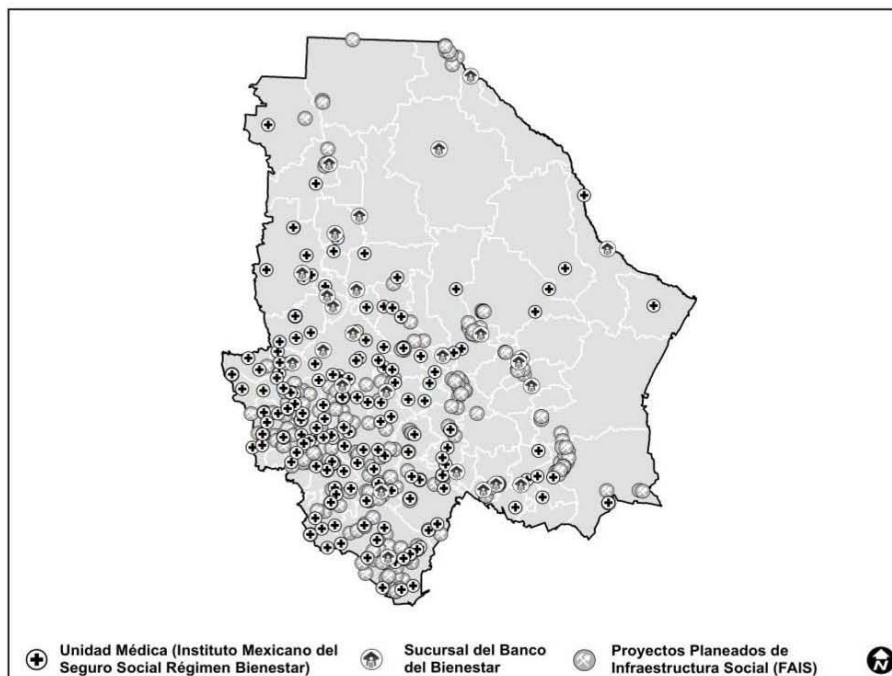 Unidad Médica (Instituto Mexicano del
Seguro Social Régimen Bienestar)
Sucursal del Banco
del Bienestar
Proyectos Planeados de
Infraestructura Social (FAIS)
N